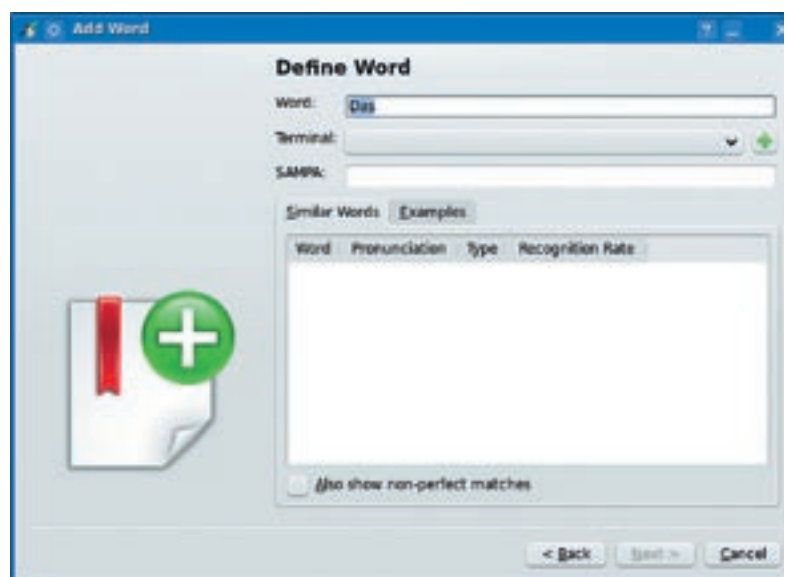 Add Word
Define Word
Word: Das
Terminal:
SAMPA:
Similar Words Examples
Word Pronunciation Type Recognition Rate
Also show non-perfect matches
< Back Next > Cancel